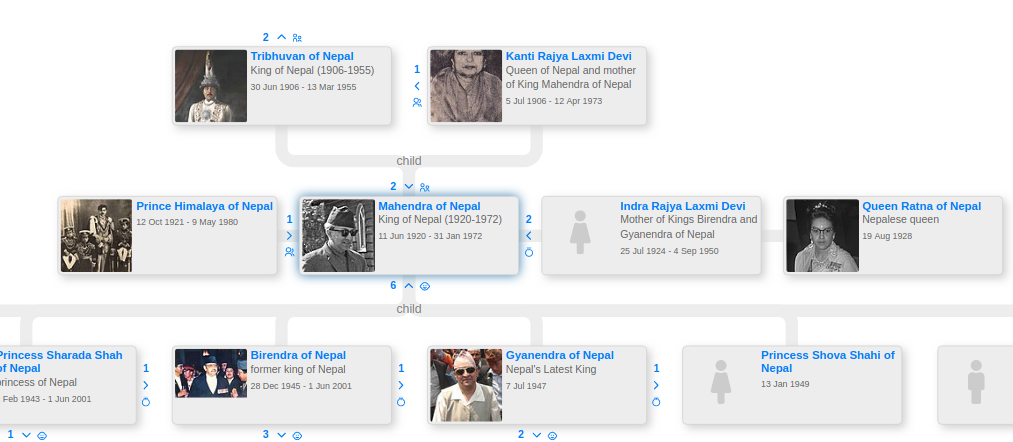 2
Tribhuvan of Nepal
King of Nepal (1906-1955)
30 Jun 1906 - 13 Mar 1955
1
Kanti Rajya Laxmi Devi
Queen of Nepal and mother
of King Mahendra of Nepal
5 Jul 1906 - 12 Apr 1973
child
2
Prince Himalaya of Nepal
12 Oct 1921 - 9 May 1980
1
Mahendra of Nepal
King of Nepal (1920-1972)
11 Jun 1920 - 31 Jan 1972
2
Indra Rajya Laxmi Devi
Mother of Kings Birendra and
Gyanendra of Nepal
25 Jul 1924 - 4 Sep 1950
Queen Ratna of Nepal
Nepalese queen
19 Aug 1928
6
child
Princess Sharada Shah
of Nepal
princess of Nepal
Feb 1943 - 1 Jun 2001
1
Birendra of Nepal
former king of Nepal
28 Dec 1945 - 1 Jun 2001
1
Gyanendra of Nepal
Nepal's Latest King
7 Jul 1947
1
Princess Shova Shahi of
Nepal
13 Jan 1949
1
3
2